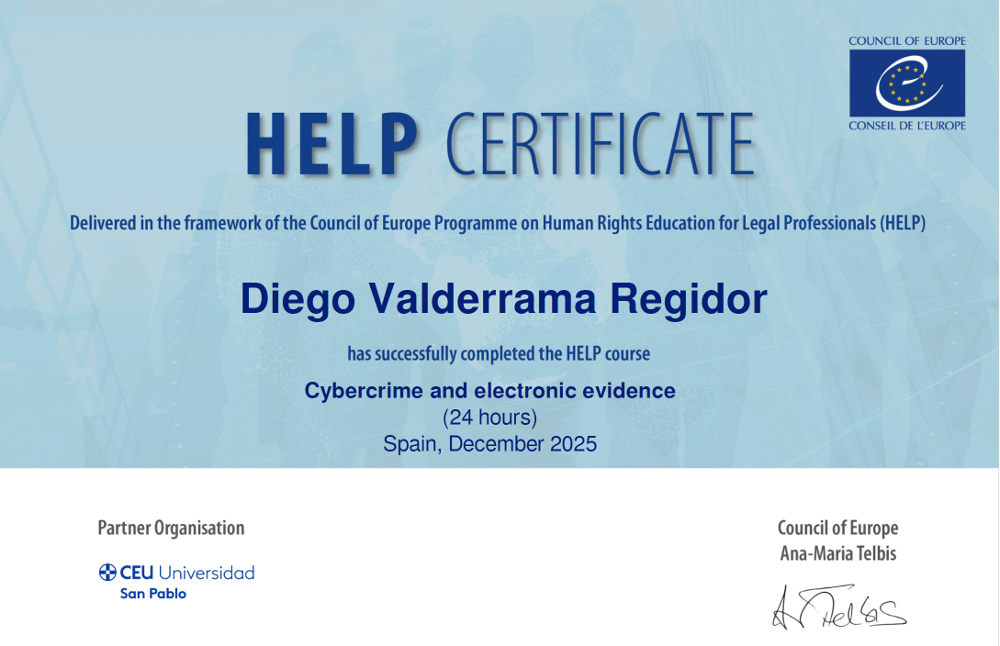 COUNCIL OF EUROPE
CONSEIL DE L'EUROPE
HELP CERTIFICATE
Delivered in the framework of the Council of Europe Programme on Human Rights Education for Legal Professionals (HELP)
Diego Valderrama Regidor
has successfully completed the HELP course
Cybercrime and electronic evidence
(24 hours)
Spain, December 2025
Partner Organisation
CEU Universidad
San Pablo
Council of Europe
Ana-Maria Telbis
A Telbis